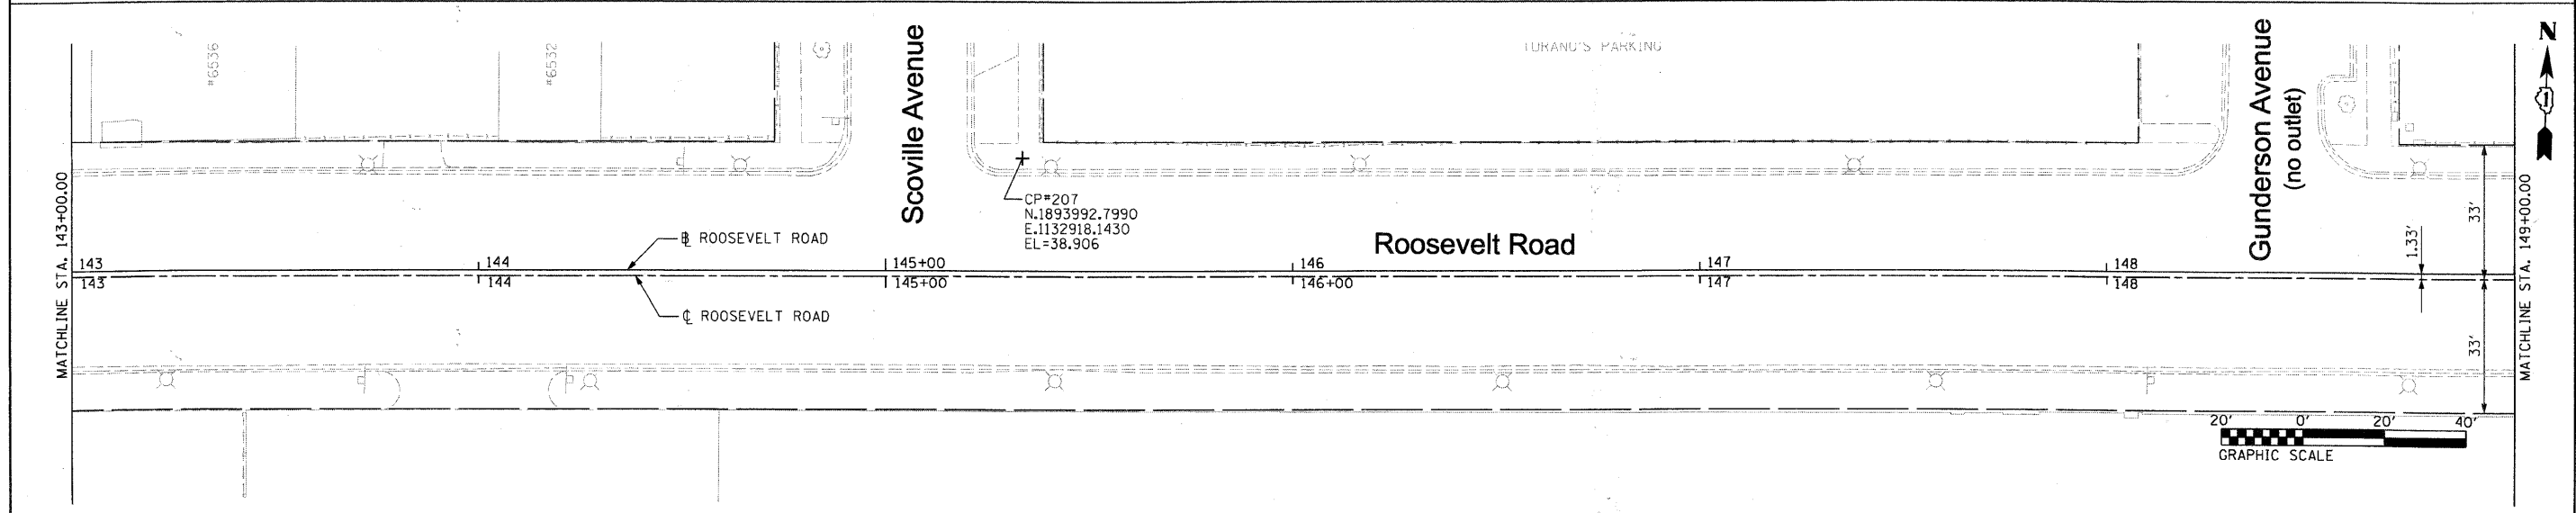 #6536
#6532
Scoville Avenue
TURANO'S PARKING
Gunderson Avenue
(no outlet)
N
MATCHLINE STA. 143+00.00
CP#207
N.1893992.7990
E.1132918.1430
EL=38.906
℄ ROOSEVELT ROAD
Roosevelt Road
33'
1.33'
MATCHLINE STA. 149+00.00
143
144
145+00
146
147
148
143
144
145+00
146+00
147
148
℄ ROOSEVELT ROAD
33'
20' 0' 20' 40'
GRAPHIC SCALE